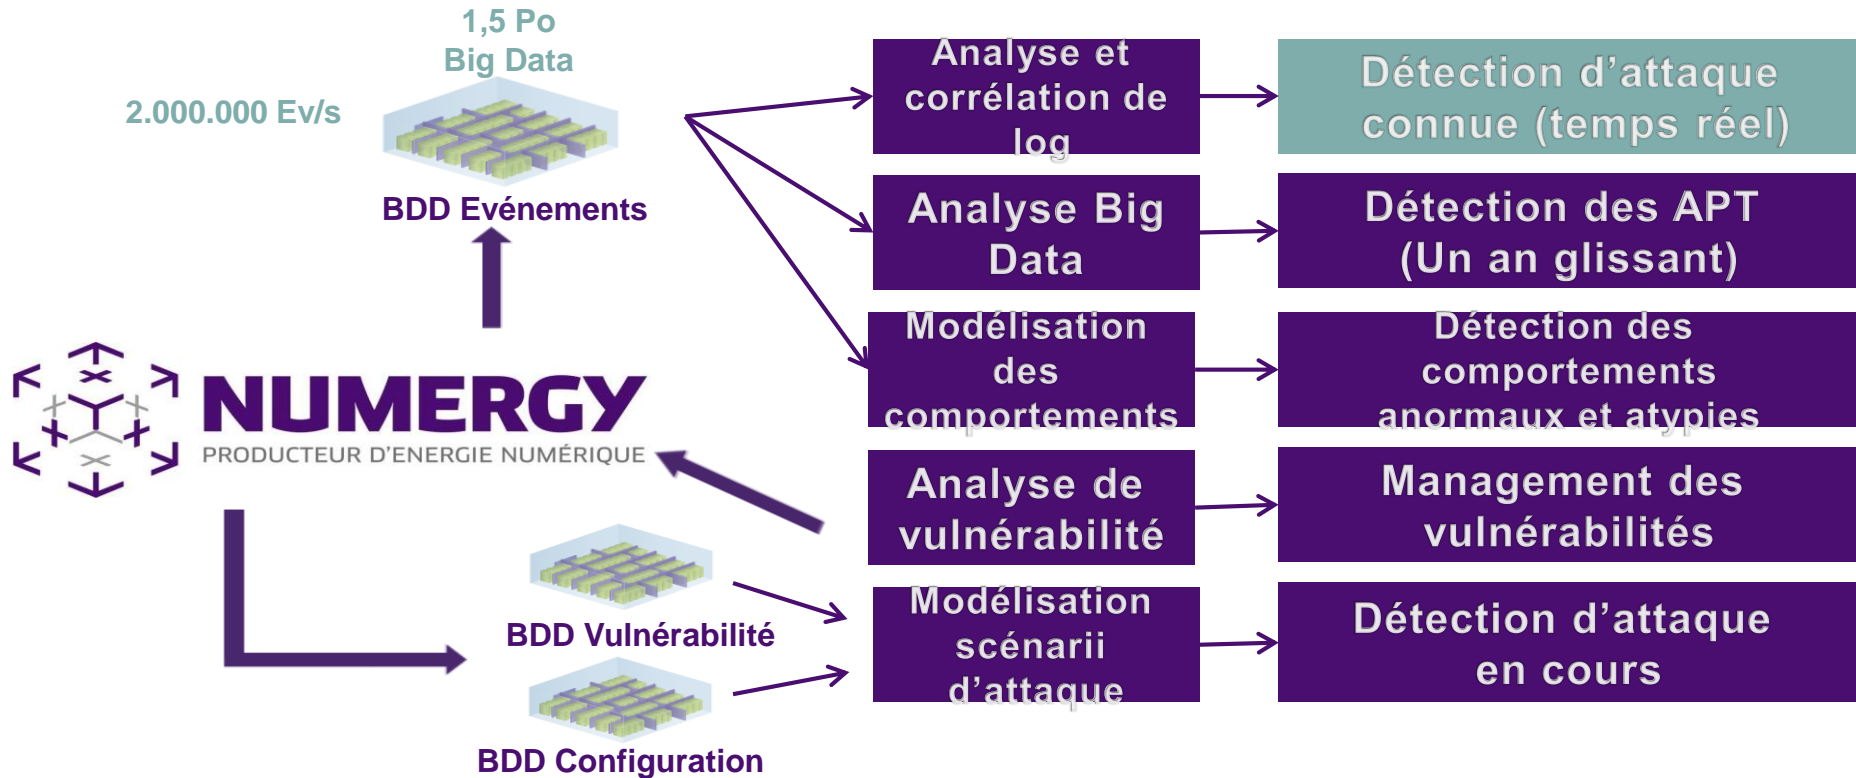 1,5 Po
Big Data
2.000.000 Ev/s
BDD Evénements
NUMERGY
PRODUCTEUR D'ENERGIE NUMÉRIQUE
BDD Vulnérabilité
BDD Configuration
Analyse et
corrélation de
log
Détection d’attaque
connue (temps réel)
Analyse Big
Data
Détection des APT
(Un an glissant)
Modélisation
des
comportements
Détection des
comportements
anormaux et atypies
Analyse de
vulnérabilité
Management des
vulnérabilités
Modélisation
scénarii
d’attaque
Détection d’attaque
en cours